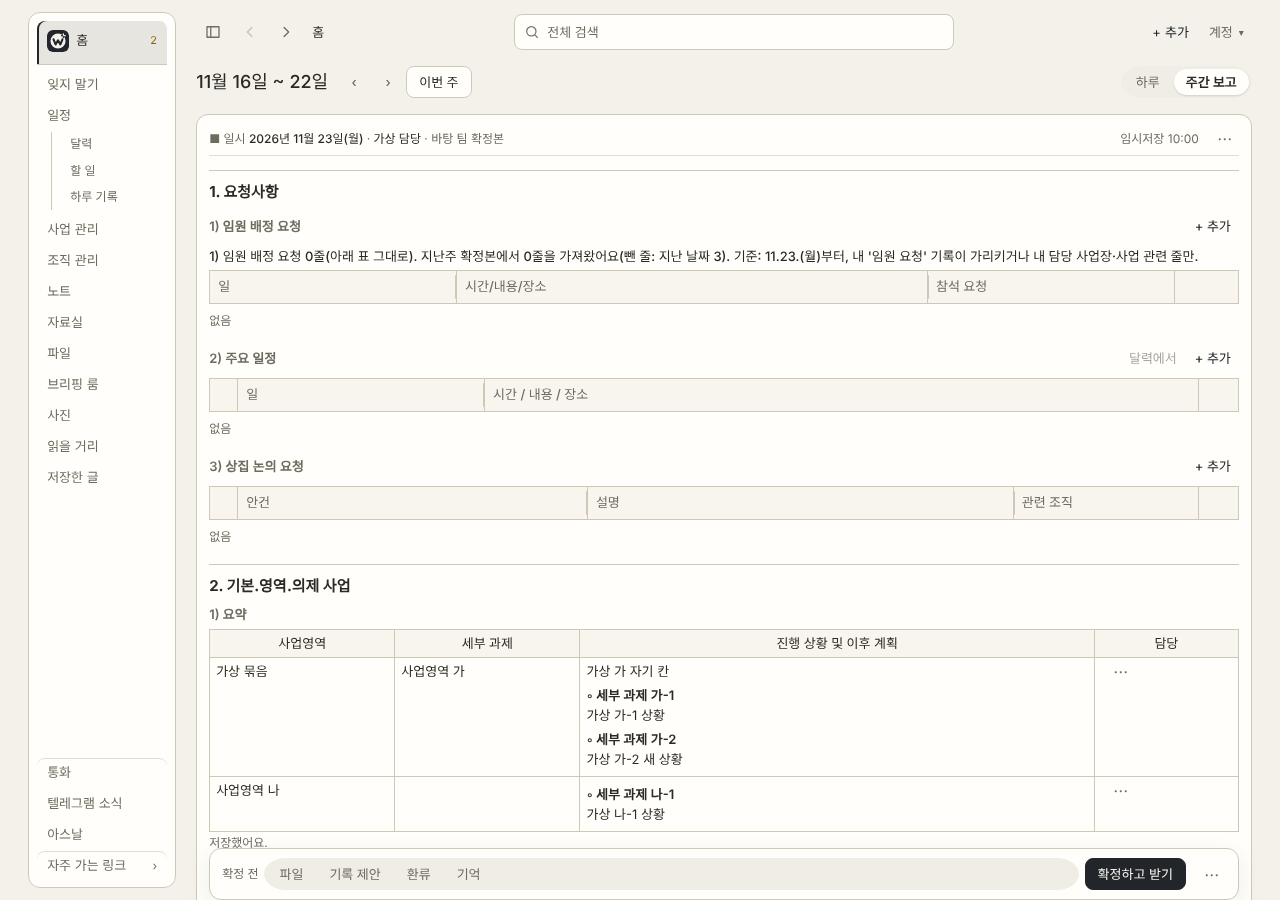 홈 2
잊지 말기
일정
달력
할 일
하루 기록
사업 관리
조직 관리
노트
자료실
파일
브리핑 룸
사진
읽을 거리
저장한 글
통화
텔레그램 소식
아스날
자주 가는 링크 ›
홈
전체 검색
+ 추가 계정 ▾
11월 16일 ~ 22일 ‹ › 이번 주
하루 주간 보고
■ 일시 2026년 11월 23일(월) · 가상 담당 · 바탕 팀 확정본
임시저장 10:00 ···
1. 요청사항
1) 임원 배정 요청 + 추가
1) 임원 배정 요청 0줄(아래 표 그대로). 지난주 확정본에서 0줄을 가져왔어요(뺀 줄: 지난 날짜 3). 기준: 11.23.(월)부터, 내 '임원 요청' 기록이 가리키거나 내 담당 사업장·사업 관련 줄만.
일 시간/내용/장소 참석 요청
없음
2) 주요 일정 달력에서 + 추가
일 시간 / 내용 / 장소
없음
3) 상집 논의 요청 + 추가
안건 설명 관련 조직
없음
2. 기본.영역.의제 사업
1) 요약
사업영역 세부 과제 진행 상황 및 이후 계획 담당
가상 묶음 사업영역 가 가상 가 자기 칸 ···
∘ 세부 과제 가-1
가상 가-1 상황
∘ 세부 과제 가-2
가상 가-2 새 상황
사업영역 나 ∘ 세부 과제 나-1 ···
가상 나-1 상황
저장했어요.
확정 전 파일 기록 제안 환류 기억 확정하고 받기 ···